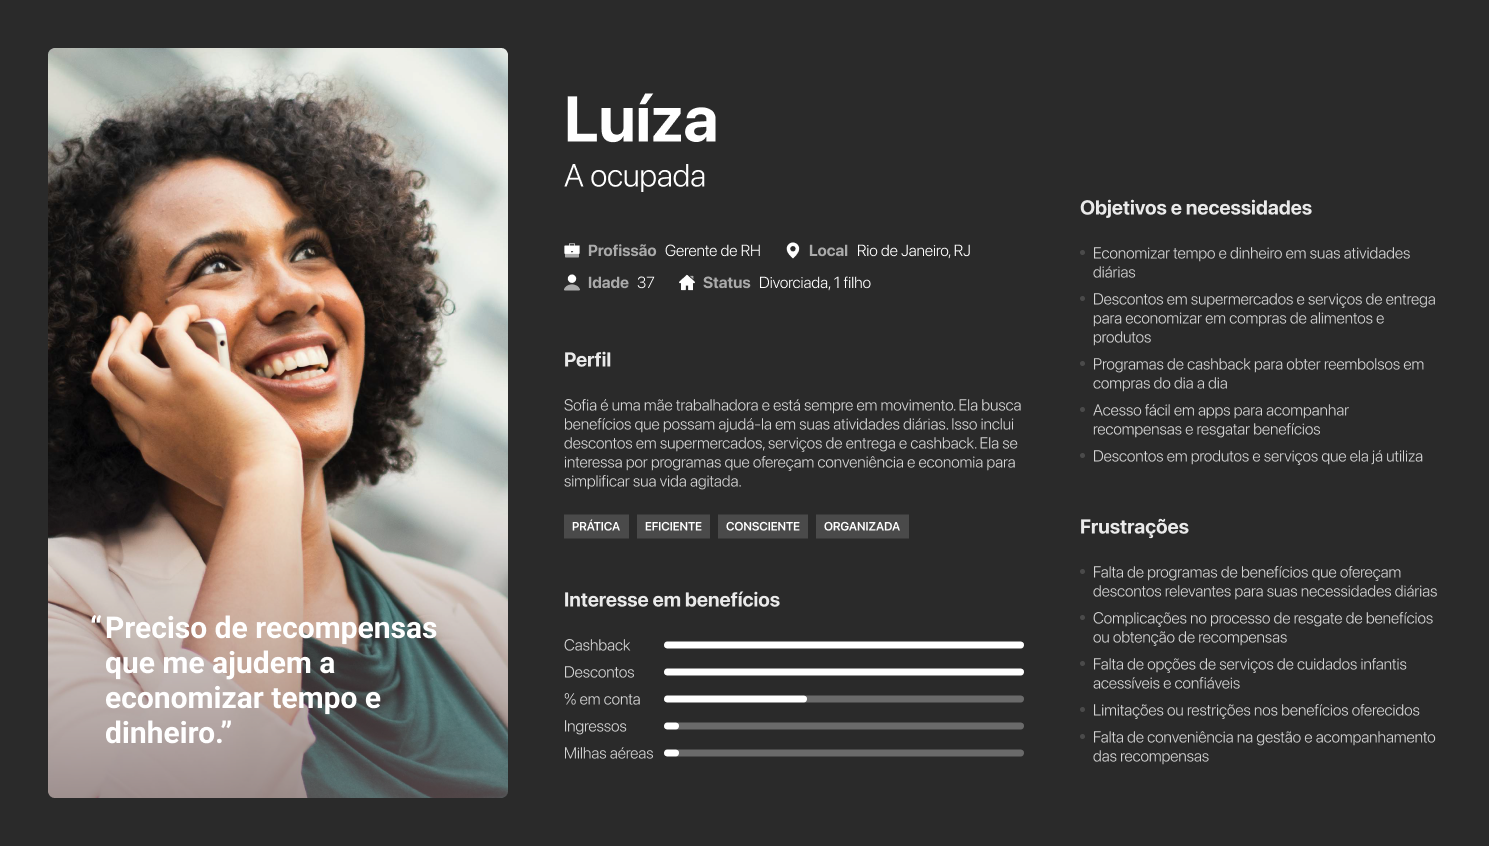 “Preciso de recompensas
que me ajudem a
economizar tempo e
dinheiro.”
Luíza
A ocupada
Profissão Gerente de RH Local Rio de Janeiro, RJ
Idade 37 Status Divorciada, 1 filho
Perfil
Sofia é uma mãe trabalhadora e está sempre em movimento. Ela busca
benefícios que possam ajudá-la em suas atividades diárias. Isso inclui
descontos em supermercados, serviços de entrega e cashback. Ela se
interessa por programas que ofereçam conveniência e economia para
simplificar sua vida agitada.
PRÁTICA EFICIENTE CONSCIENTE ORGANIZADA
Interesse em benefícios
Cashback
Descontos
% em conta
Ingressos
Milhas aéreas
Objetivos e necessidades
• Economizar tempo e dinheiro em suas atividades
diárias
• Descontos em supermercados e serviços de entrega
para economizar em compras de alimentos e
produtos
• Programas de cashback para obter reembolsos em
compras do dia a dia
• Acesso fácil em apps para acompanhar
recompensas e resgatar benefícios
• Descontos em produtos e serviços que ela já utiliza
Frustrações
• Falta de programas de benefícios que ofereçam
descontos relevantes para suas necessidades diárias
• Complicações no processo de resgate de benefícios
ou obtenção de recompensas
• Falta de opções de serviços de cuidados infantis
acessíveis e confiáveis
• Limitações ou restrições nos benefícios oferecidos
• Falta de conveniência na gestão e acompanhamento
das recompensas